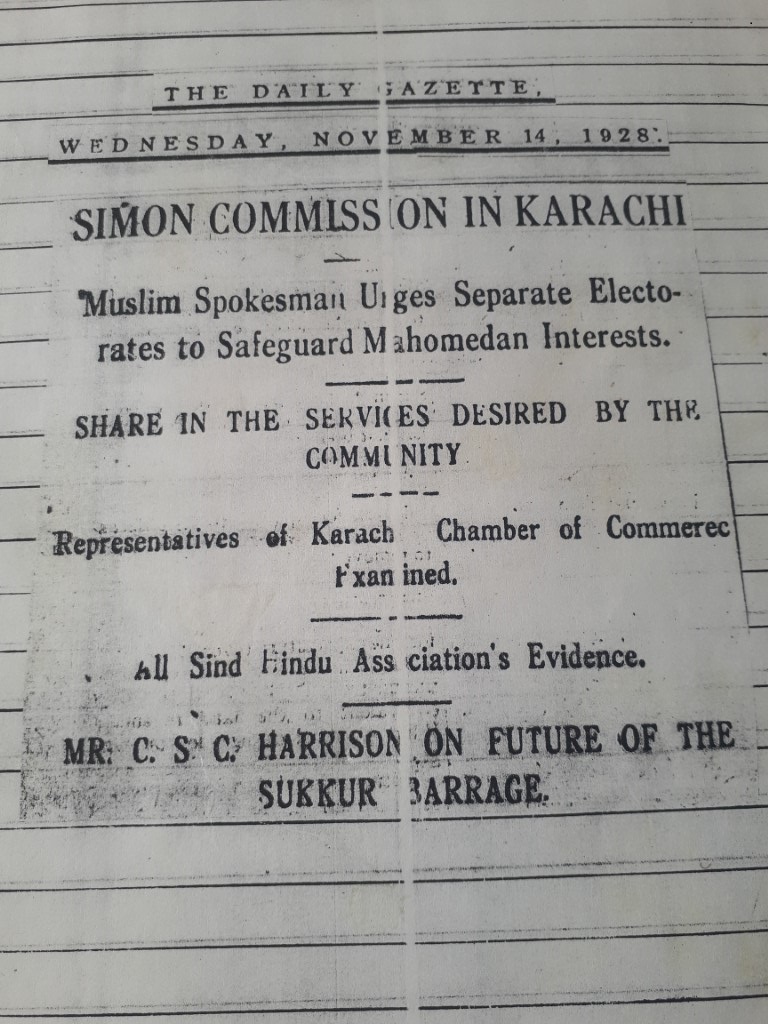 THE DAILY GAZETTE,
WEDNESDAY, NOVEMBER 14, 1928.
SIMON COMMISSION IN KARACHI
Muslim Spokesman Urges Separate Electo-
rates to Safeguard Mahomedan Interests.
SHARE IN THE SERVICES DESIRED BY THE
COMMUNITY
Representatives of Karach Chamber of Commerec
Examined.
All Sind Hindu Association's Evidence.
MR. C. S. C. HARRISON ON FUTURE OF THE
SUKKUR BARRAGE.